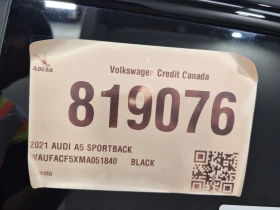 ADESA
Volkswagen Credit Canada
819076
2021 AUDI A5 SPORTBACK
WAUFACF5XMA051840 BLACK